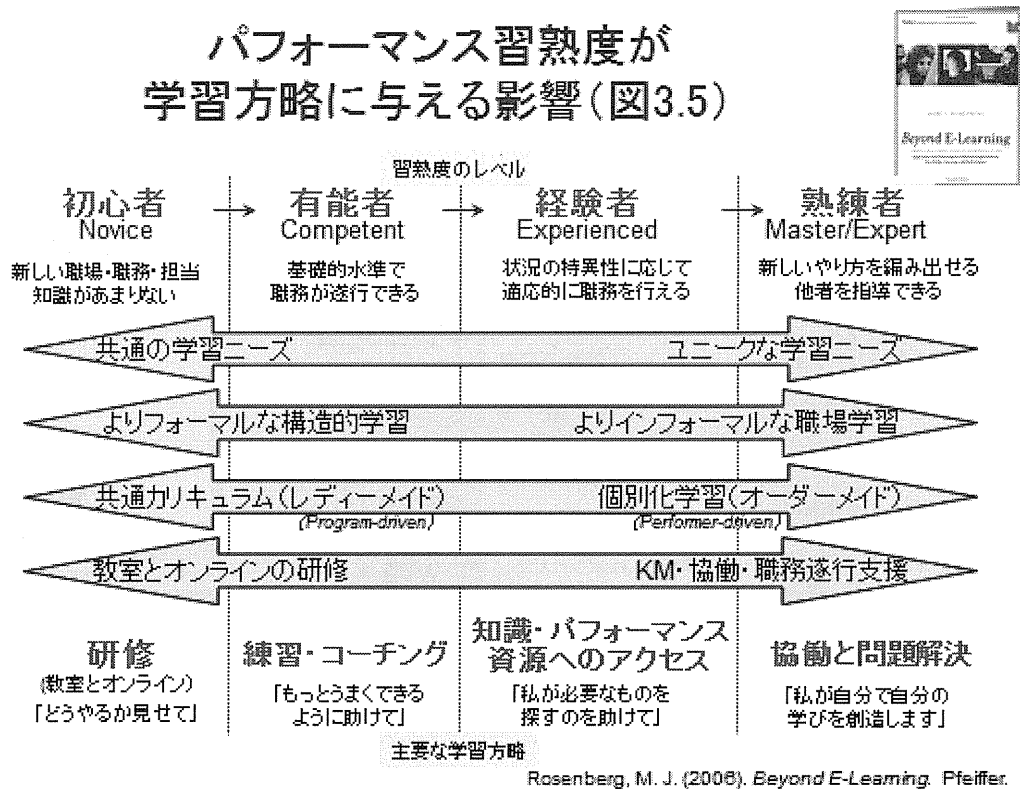 パフォーマンス習熟度が
学習方略に与える影響(図3.5)
Beyond E-Learning
習熟度のレベル
初心者 → 有能者 → 経験者 → 熟練者
Novice Competent Experienced Master/Expert
新しい職場・職務・担当 基礎的水準で 状況の特異性に応じて 新しいやり方を編み出せる
知識があまりない 職務が遂行できる 適応的に職務を行える 他者を指導できる
共通の学習ニーズ ユニークな学習ニーズ
よりフォーマルな構造的学習 よりインフォーマルな職場学習
共通カリキュラム(レディーメイド) 個別化学習(オーダーメイド)
(Program-driven) (Performer-driven)
教室とオンラインの研修 KM・協働・職務遂行支援
研修 練習・コーチング 知識・パフォーマンス 協働と問題解決
資源へのアクセス
(教室とオンライン) 「もっとうまくできる 「私が必要なものを 「私が自分で自分の
「どうやるか見せて」 ように助けて」 探すのを助けて」 学びを創造します」
主要な学習方略
Rosenberg, M. J. (2006). Beyond E-Learning. Pfeiffer.